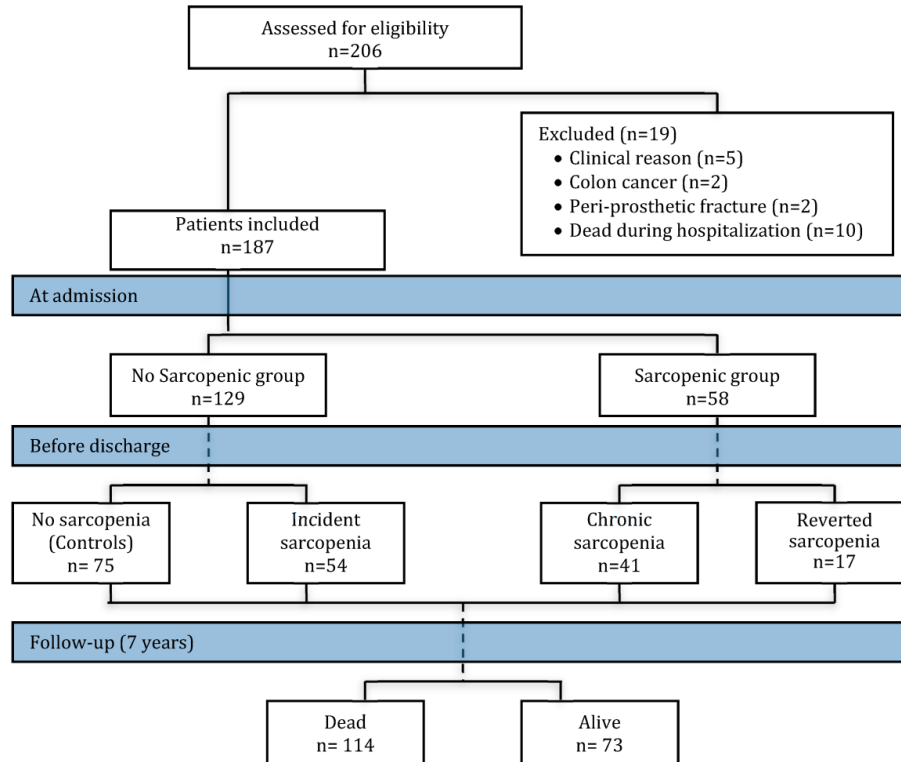 Assessed for eligibility
n=206
Excluded (n=19)
• Clinical reason (n=5)
• Colon cancer (n=2)
• Peri-prosthetic fracture (n=2)
• Dead during hospitalization (n=10)
Patients included
n=187
At admission
No Sarcopenic group
n=129
Sarcopenic group
n=58
Before discharge
No sarcopenia
(Controls)
n= 75
Incident
sarcopenia
n=54
Chronic
sarcopenia
n=41
Reverted
sarcopenia
n=17
Follow-up (7 years)
Dead
n= 114
Alive
n= 73